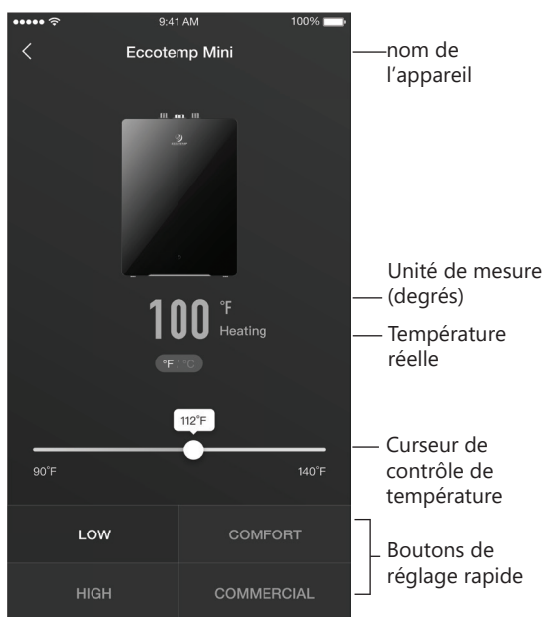 9:41 AM 100%
Eccotemp Mini
nom de
l'appareil
ECCOTEMP
Unité de mesure
(degrés)
100 °F
Heating
Température
réelle
°F °C
112°F
90°F 140°F
Curseur de
contrôle de
température
LOW COMFORT
HIGH COMMERCIAL
Boutons de
réglage rapide